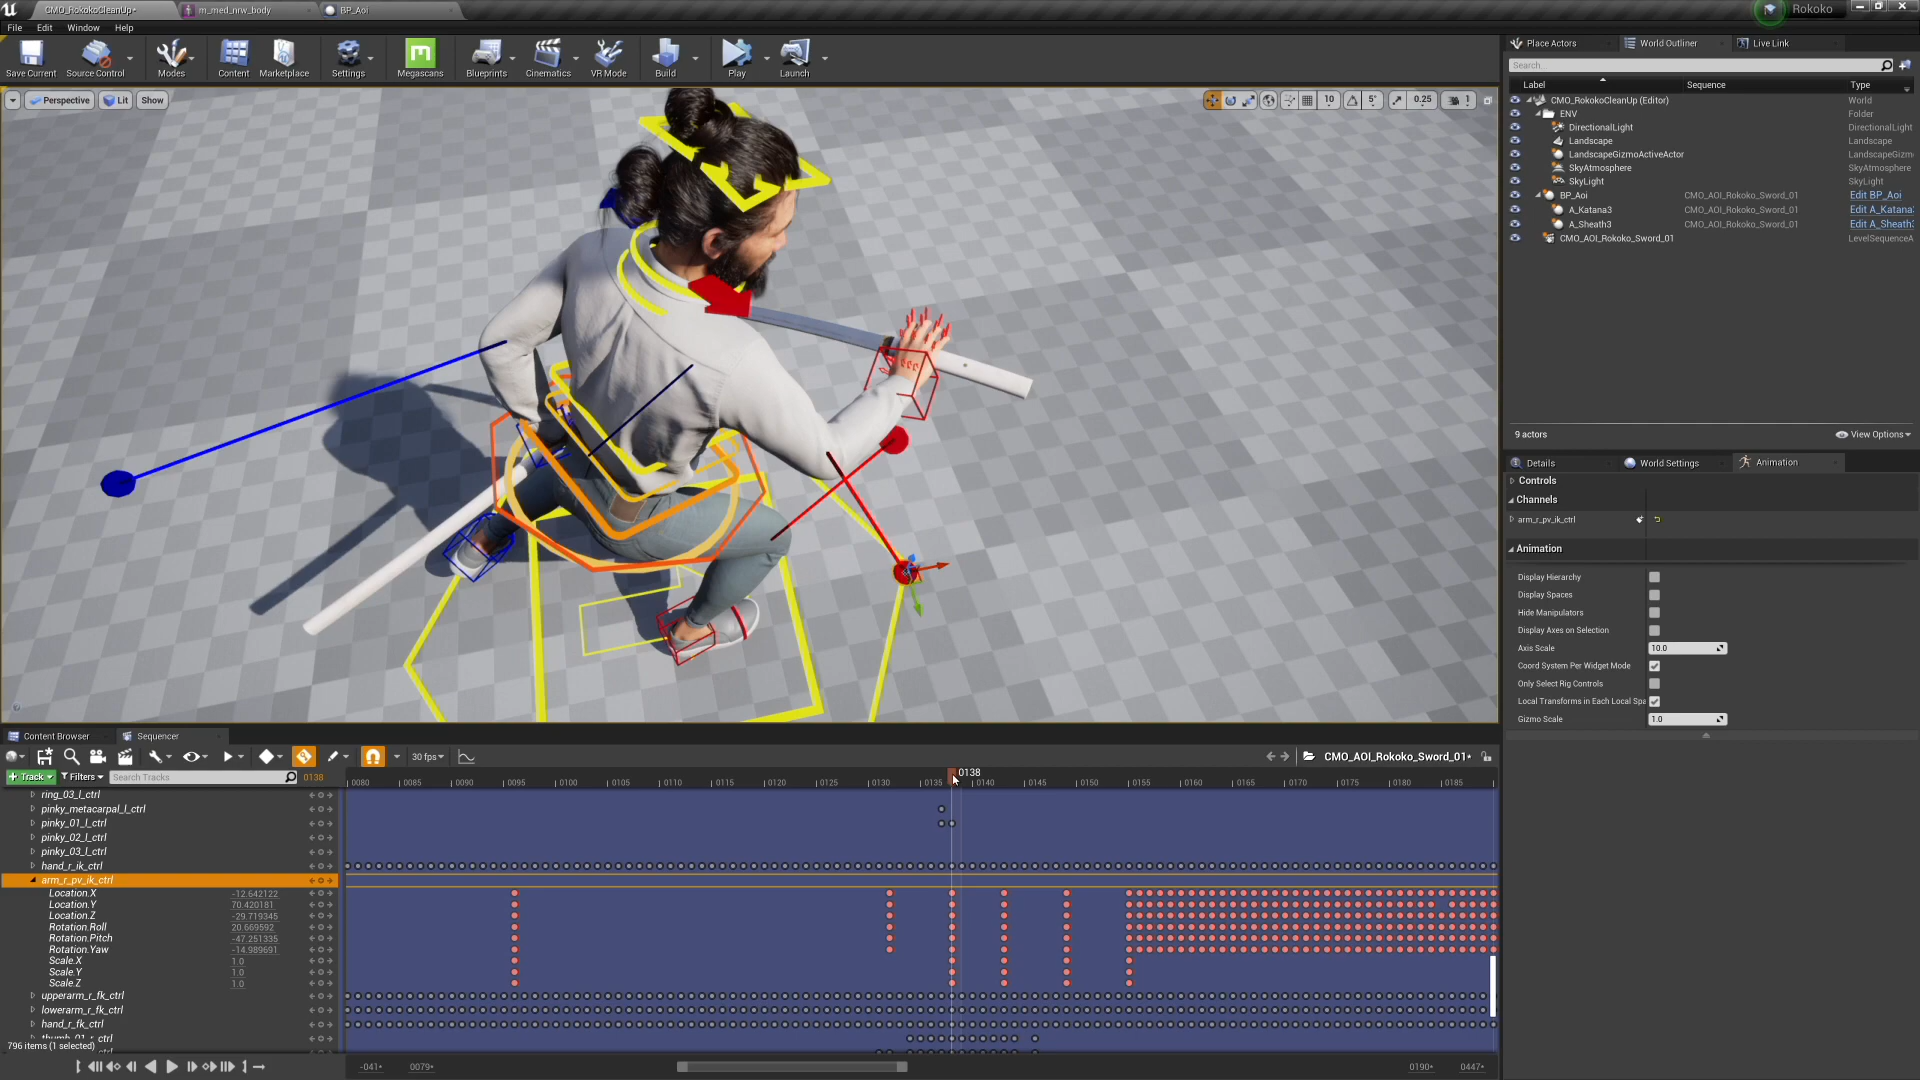 CMO_RokokoCleanUp*
m_med_nrw_body
BP_Aoi
Rokoko
File Edit Window Help
Save Current
Source Control
Modes
Content
Marketplace
Settings
Megascans
Blueprints
Cinematics
VR Mode
Build
Play
Launch
Perspective
Lit
Show
10
5°
0.25
1
Place Actors
World Outliner
Live Link
Search...
Label Sequence Type
CMO_RokokoCleanUp (Editor) World
ENV Folder
DirectionalLight DirectionalLight
Landscape Landscape
LandscapeGizmoActiveActor LandscapeGizm
SkyAtmosphere SkyAtmosphere
SkyLight SkyLight
BP_Aoi CMO_AOI_Rokoko_Sword_01 Edit BP_Aoi
A_Katana3 CMO_AOI_Rokoko_Sword_01 Edit A_Katana
A_Sheath3 CMO_AOI_Rokoko_Sword_01 Edit A_Sheath
CMO_AOI_Rokoko_Sword_01 LevelSequenceA
9 actors
View Options
Details
World Settings
Animation
Controls
Channels
arm_r_pv_ik_ctrl
Animation
Display Hierarchy
Display Spaces
Hide Manipulators
Display Axes on Selection
Axis Scale 10.0
Coord System Per Widget Mode
Only Select Rig Controls
Local Transforms in Each Local Spa
Gizmo Scale 1.0
Content Browser
Sequencer
30 fps
CMO_AOI_Rokoko_Sword_01*
Track
Filters
Search Tracks
0138
0138
0080 0085 0090 0095 0100 0105 0110 0115 0120 0125 0130 0135 0140 0145 0150 0155 0160 0165 0170 0175 0180 0185
ring_03_l_ctrl
pinky_metacarpal_l_ctrl
pinky_01_l_ctrl
pinky_02_l_ctrl
pinky_03_l_ctrl
hand_r_ik_ctrl
arm_r_pv_ik_ctrl
Location.X -12.642122
Location.Y 70.420181
Location.Z -29.719345
Rotation.Roll 20.669592
Rotation.Pitch -47.251335
Rotation.Yaw -14.989691
Scale.X 1.0
Scale.Y 1.0
Scale.Z 1.0
upperarm_r_fk_ctrl
lowerarm_r_fk_ctrl
hand_r_fk_ctrl
thumb_01_r_ctrl
796 items (1 selected)
-041*
0079*
0190*
0447*